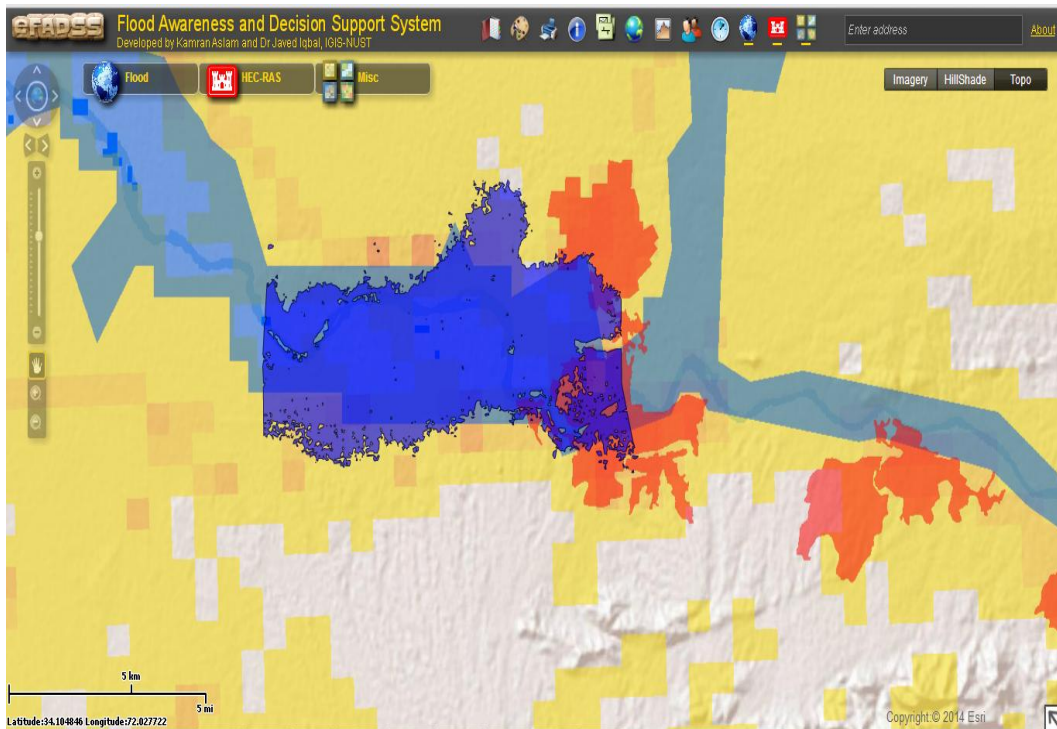 eFADSS
Flood Awareness and Decision Support System
Developed by Kamran Aslam and Dr Javed Iqbal, IGIS-NUST
Enter address
About
Flood
HEC-RAS
Misc
Imagery
HillShade
Topo
5 km
5 mi
Latitude:34.104846 Longitude:72.027722
Copyright:© 2014 Esri